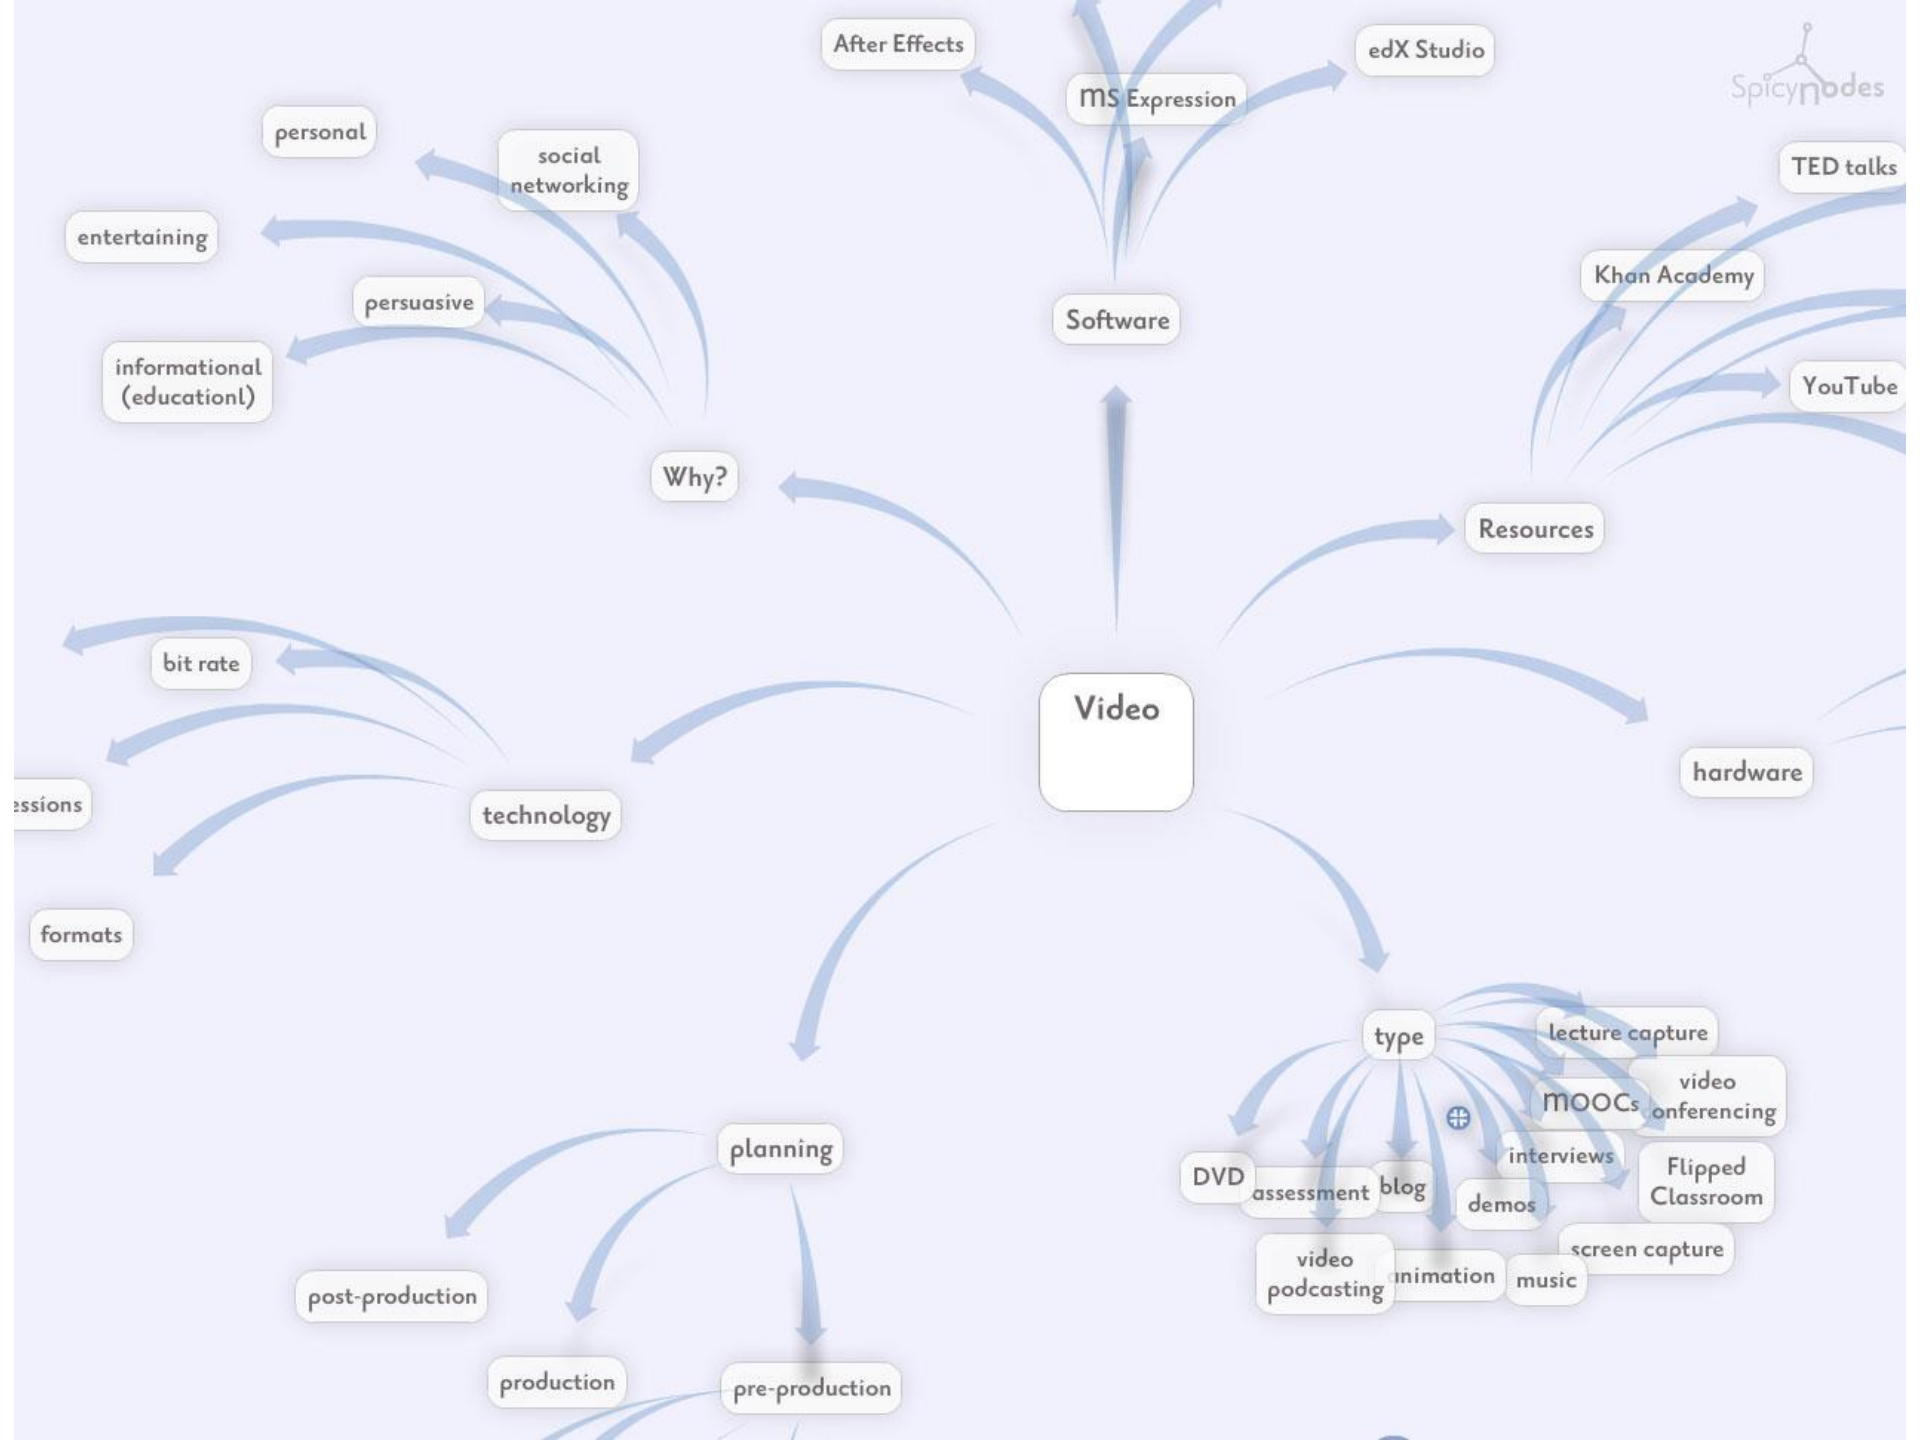 After Effects
MS Expression
edX Studio
Spicynodes
personal
social
networking
TED talks
entertaining
persuasive
Khan Academy
informational
(educationl)
Software
YouTube
Why?
Resources
bit rate
Video
hardware
essions
technology
formats
type
lecture capture
video
onferencing
MOOCs
planning
interviews
Flipped
Classroom
DVD
assessment
blog
demos
screen capture
video
podcasting
animation
music
post-production
production
pre-production